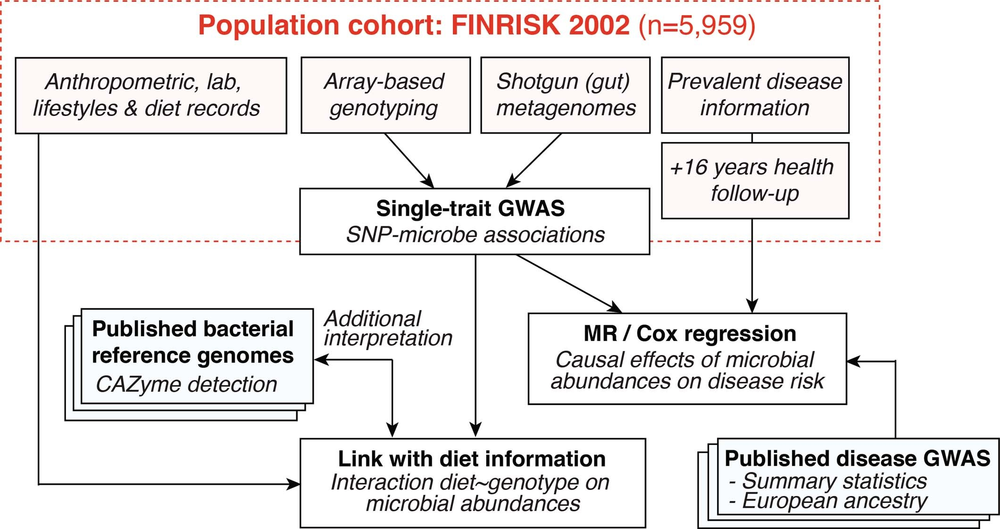 Population cohort: FINRISK 2002 (n=5,959)
Anthropometric, lab,
lifestyles & diet records
Array-based
genotyping
Shotgun (gut)
metagenomes
Prevalent disease
information
+16 years health
follow-up
Single-trait GWAS
SNP-microbe associations
Published bacterial
reference genomes
CAZyme detection
Additional
interpretation
MR / Cox regression
Causal effects of microbial
abundances on disease risk
Link with diet information
Interaction diet~genotype on
microbial abundances
Published disease GWAS
- Summary statistics
- European ancestry